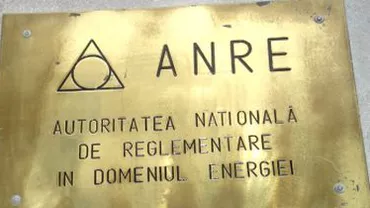 ANRE
AUTORITATEA NATIONALĂ
DE REGLEMENTARE
IN DOMENIUL ENERGIEI